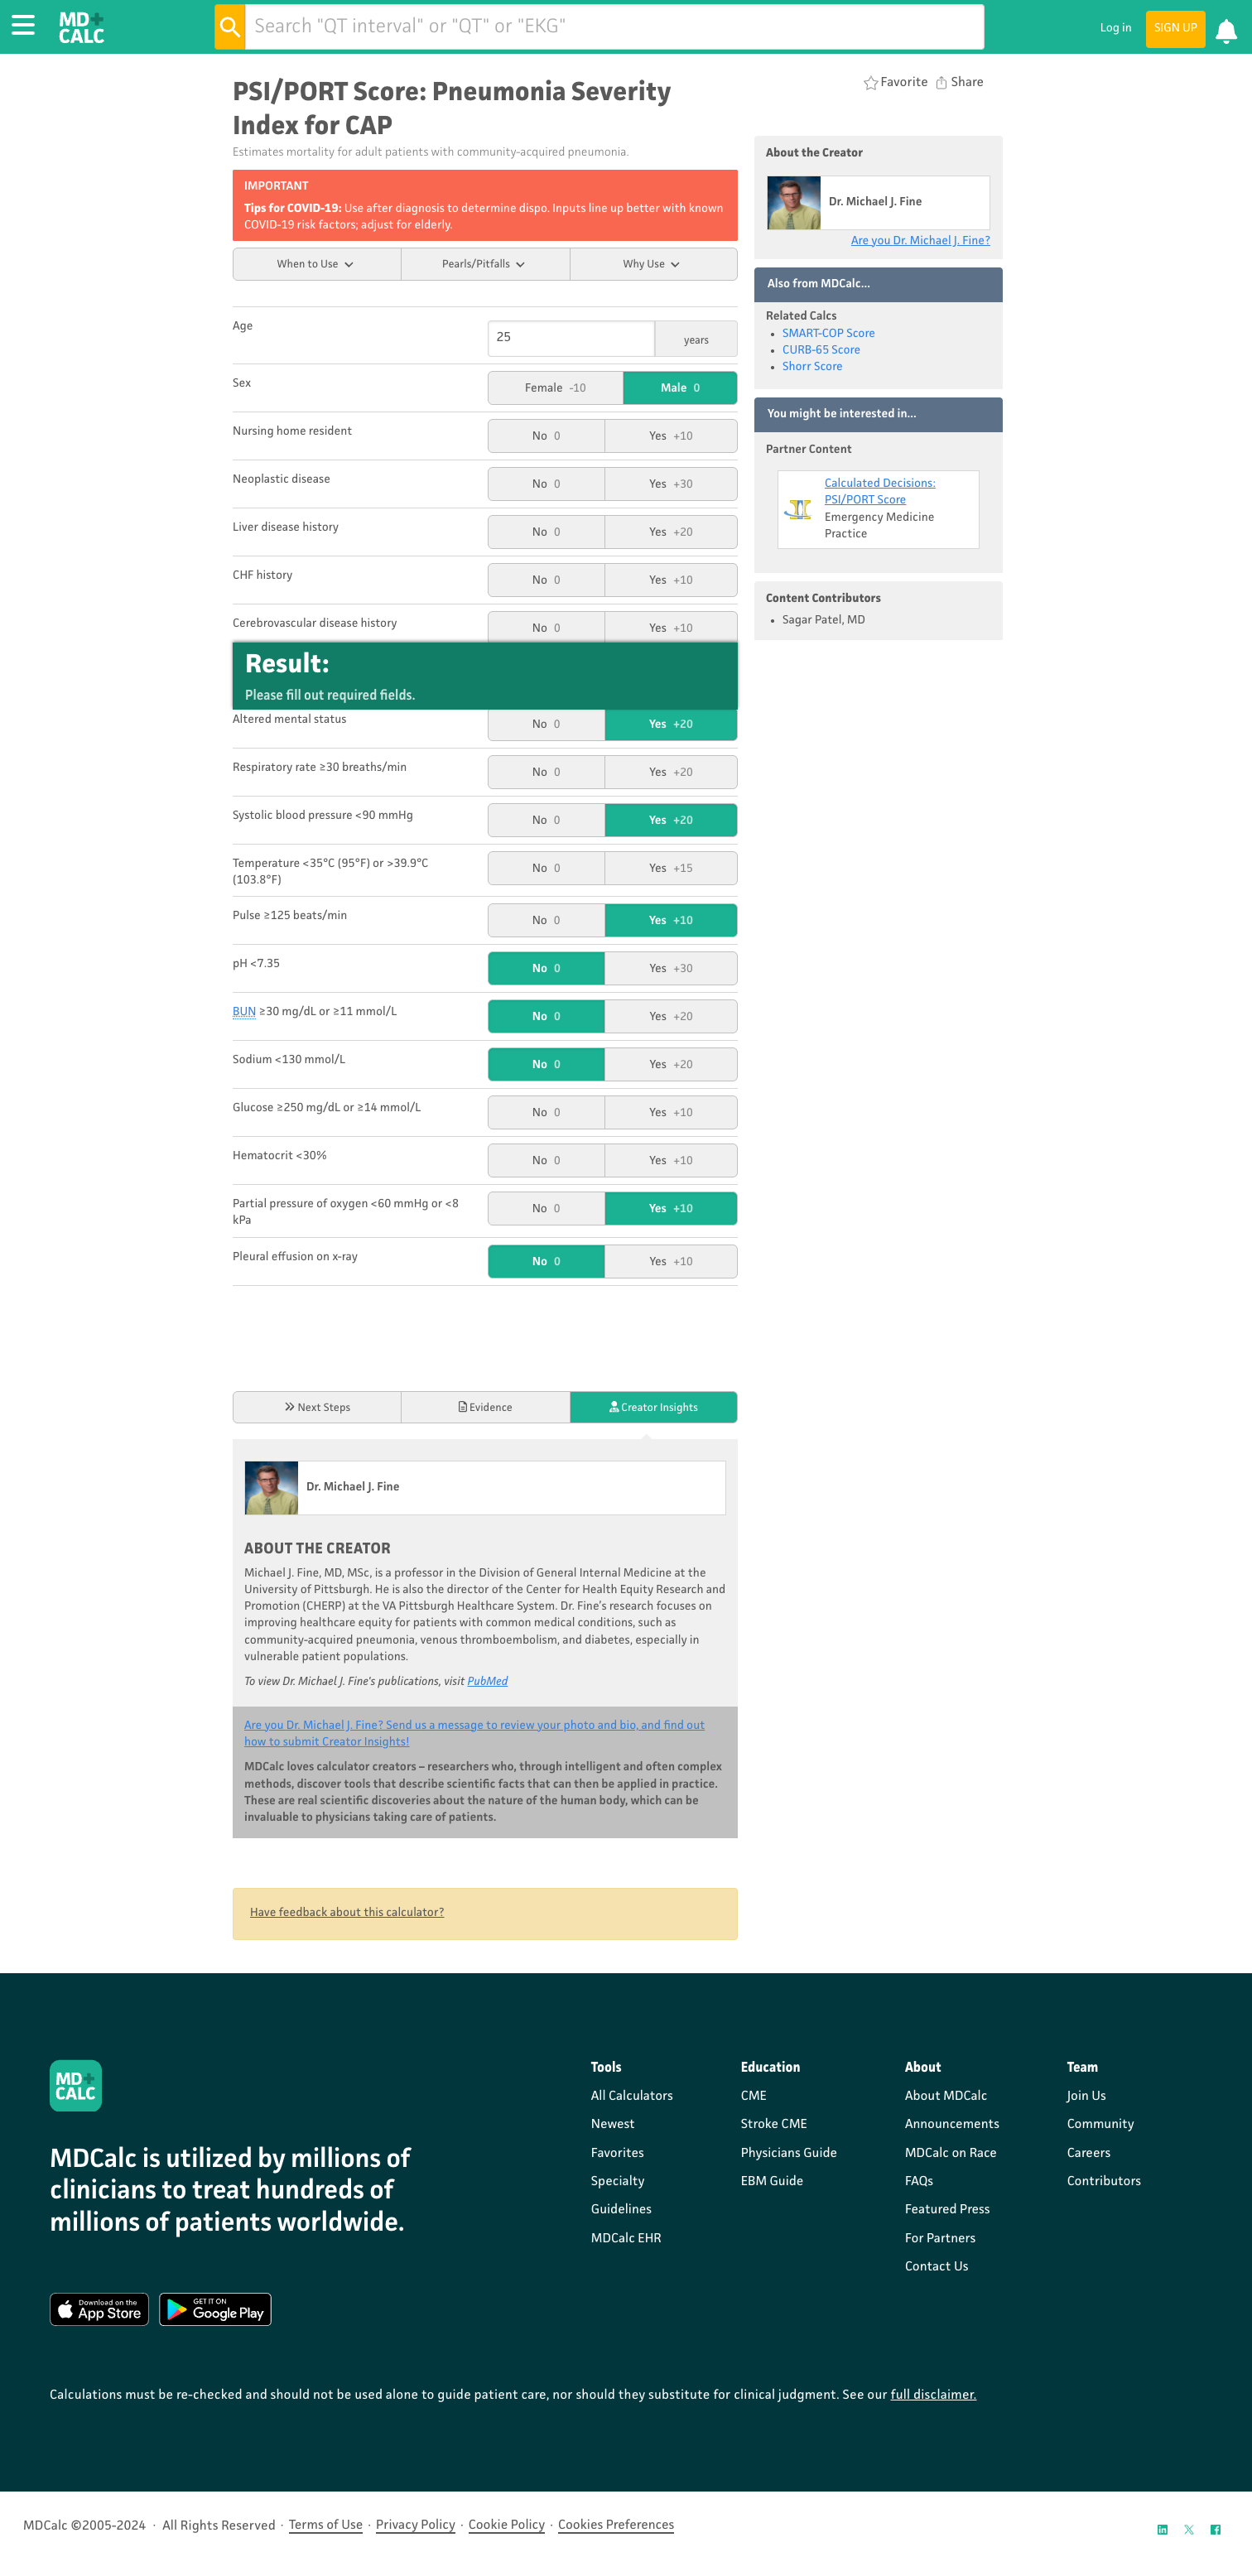 MD+
CALC
Search "QT interval" or "QT" or "EKG"
Log in
SIGN UP
PSI/PORT Score: Pneumonia Severity
Index for CAP
Estimates mortality for adult patients with community-acquired pneumonia.
Favorite
Share
IMPORTANT
Tips for COVID-19: Use after diagnosis to determine dispo. Inputs line up better with known
COVID-19 risk factors; adjust for elderly.
When to Use
Pearls/Pitfalls
Why Use
Age
25
years
Sex
Female -10
Male 0
Nursing home resident
No 0
Yes +10
Neoplastic disease
No 0
Yes +30
Liver disease history
No 0
Yes +20
CHF history
No 0
Yes +10
Cerebrovascular disease history
No 0
Yes +10
Result:
Please fill out required fields.
Altered mental status
No 0
Yes +20
Respiratory rate ≥30 breaths/min
No 0
Yes +20
Systolic blood pressure <90 mmHg
No 0
Yes +20
Temperature <35°C (95°F) or >39.9°C
(103.8°F)
No 0
Yes +15
Pulse ≥125 beats/min
No 0
Yes +10
pH <7.35
No 0
Yes +30
BUN ≥30 mg/dL or ≥11 mmol/L
No 0
Yes +20
Sodium <130 mmol/L
No 0
Yes +20
Glucose ≥250 mg/dL or ≥14 mmol/L
No 0
Yes +10
Hematocrit <30%
No 0
Yes +10
Partial pressure of oxygen <60 mmHg or <8
kPa
No 0
Yes +10
Pleural effusion on x-ray
No 0
Yes +10
About the Creator
Dr. Michael J. Fine
Are you Dr. Michael J. Fine?
Also from MDCalc...
Related Calcs
SMART-COP Score
CURB-65 Score
Shorr Score
You might be interested in...
Partner Content
Calculated Decisions:
PSI/PORT Score
Emergency Medicine
Practice
Content Contributors
Sagar Patel, MD
Next Steps
Evidence
Creator Insights
Dr. Michael J. Fine
ABOUT THE CREATOR
Michael J. Fine, MD, MSc, is a professor in the Division of General Internal Medicine at the
University of Pittsburgh. He is also the director of the Center for Health Equity Research and
Promotion (CHERP) at the VA Pittsburgh Healthcare System. Dr. Fine's research focuses on
improving healthcare equity for patients with common medical conditions, such as
community-acquired pneumonia, venous thromboembolism, and diabetes, especially in
vulnerable patient populations.
To view Dr. Michael J. Fine's publications, visit PubMed
Are you Dr. Michael J. Fine? Send us a message to review your photo and bio, and find out
how to submit Creator Insights!
MDCalc loves calculator creators – researchers who, through intelligent and often complex
methods, discover tools that describe scientific facts that can then be applied in practice.
These are real scientific discoveries about the nature of the human body, which can be
invaluable to physicians taking care of patients.
Have feedback about this calculator?
MD+
CALC
MDCalc is utilized by millions of
clinicians to treat hundreds of
millions of patients worldwide.
Download on the
App Store
GET IT ON
Google Play
Tools
All Calculators
Newest
Favorites
Specialty
Guidelines
MDCalc EHR
Education
CME
Stroke CME
Physicians Guide
EBM Guide
About
About MDCalc
Announcements
MDCalc on Race
FAQs
Featured Press
For Partners
Contact Us
Team
Join Us
Community
Careers
Contributors
Calculations must be re-checked and should not be used alone to guide patient care, nor should they substitute for clinical judgment. See our full disclaimer.
MDCalc ©2005-2024 · All Rights Reserved · Terms of Use · Privacy Policy · Cookie Policy · Cookies Preferences